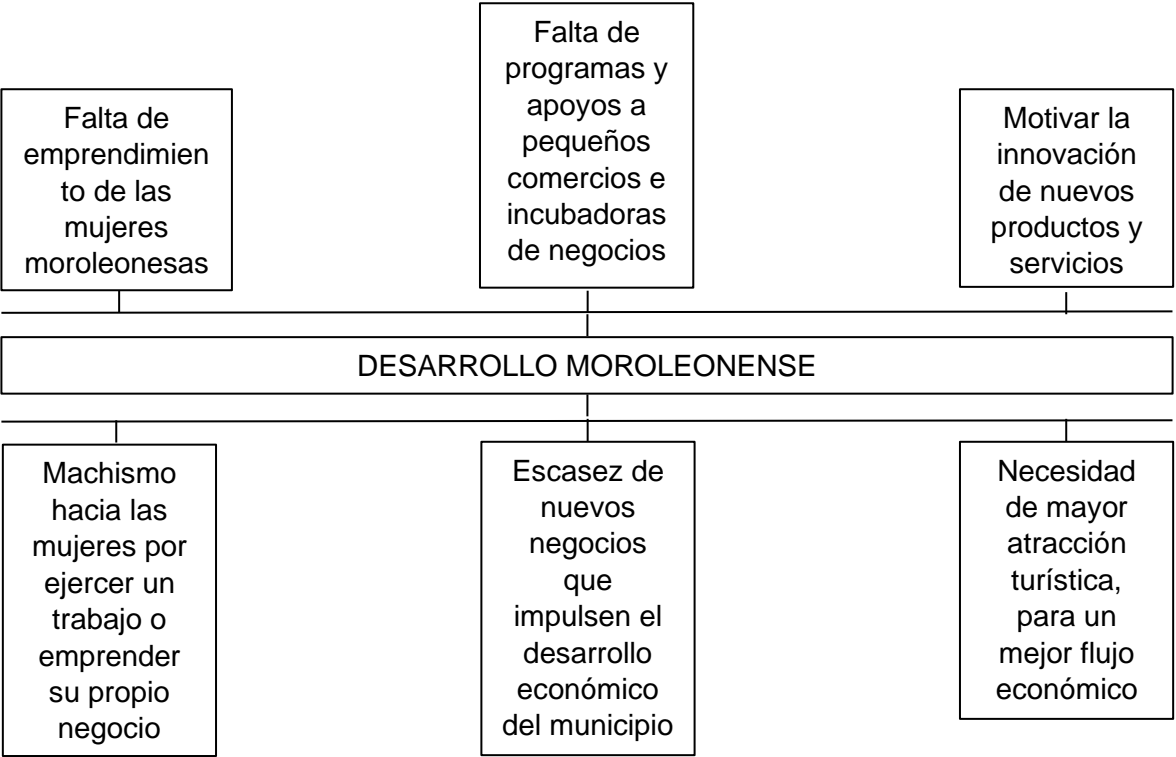 Falta de
emprendimien
to de las
mujeres
moroleonesas
Falta de
programas y
apoyos a
pequeños
comercios e
incubadoras
de negocios
Motivar la
innovación
de nuevos
productos y
servicios
DESARROLLO MOROLEONENSE
Machismo
hacia las
mujeres por
ejercer un
trabajo o
emprender
su propio
negocio
Escasez de
nuevos
negocios
que
impulsen el
desarrollo
económico
del municipio
Necesidad
de mayor
atracción
turística,
para un
mejor flujo
económico